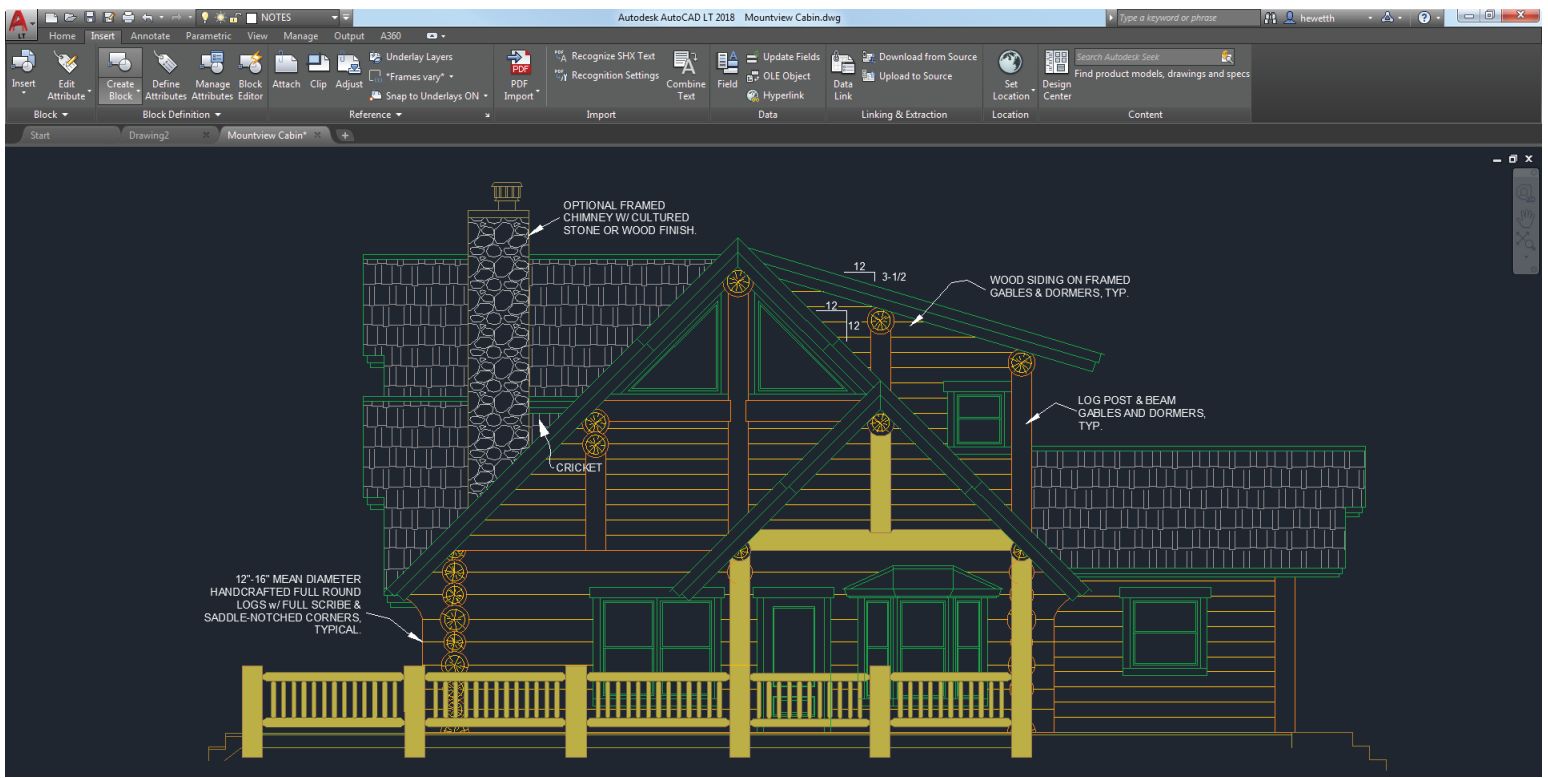 NOTES
Autodesk AutoCAD LT 2018 Mountview Cabin.dwg
Type a keyword or phrase
hewetth
A
LT
Home Insert Annotate Parametric View Manage Output A360
Insert
Edit
Attribute
Create
Block
Define
Attributes
Manage
Attributes
Block
Editor
Attach
Clip
Adjust
Underlay Layers
*Frames vary*
Snap to Underlays ON
PDF
PDF
Import
Recognize SHX Text
Recognition Settings
Combine
Text
Field
Update Fields
OLE Object
Hyperlink
Data
Link
Download from Source
Upload to Source
Set
Location
Design
Center
Search Autodesk Seek
Find product models, drawings and specs
Block
Block Definition
Reference
Import
Data
Linking & Extraction
Location
Content
Start
Drawing2
Mountview Cabin*
OPTIONAL FRAMED
CHIMNEY W/ CULTURED
STONE OR WOOD FINISH.
12
3-1/2
12
12
WOOD SIDING ON FRAMED
GABLES & DORMERS, TYP.
LOG POST & BEAM
GABLES AND DORMERS,
TYP.
CRICKET
12"-16" MEAN DIAMETER
HANDCRAFTED FULL ROUND
LOGS w/ FULL SCRIBE &
SADDLE-NOTCHED CORNERS,
TYPICAL.